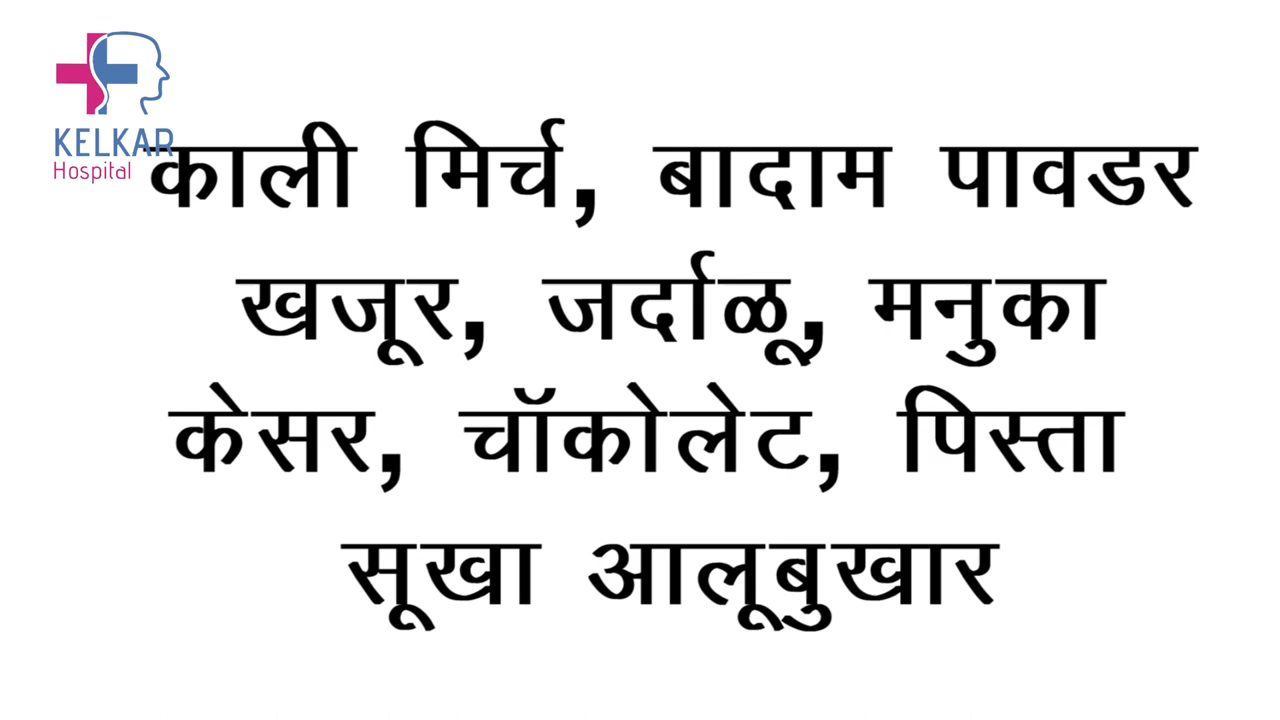 KELKAR
Hospital
काली मिर्च, बादाम पावडर
खजूर, जर्दाळू, मनुका
केसर, चॉकोलेट, पिस्ता
सूखा आलूबुखार